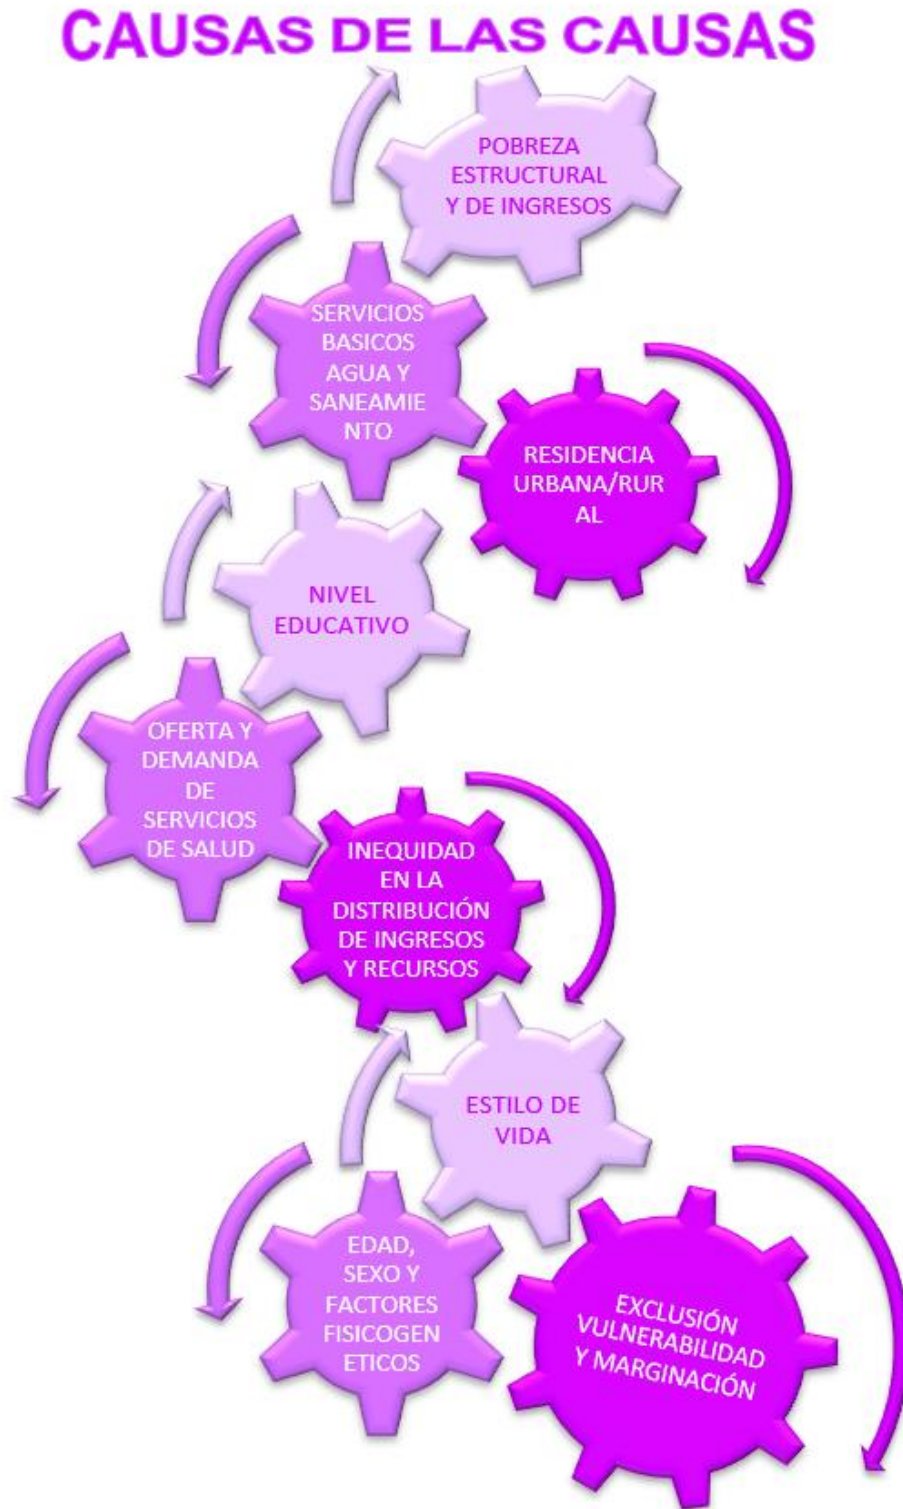 CAUSAS DE LAS CAUSAS
POBREZA
ESTRUCTURAL
Y DE INGRESOS
SERVICIOS
BASICOS
AGUA Y
SANEAMIE
NTO
RESIDENCIA
URBANA/RUR
AL
NIVEL
EDUCATIVO
OFERTA Y
DEMANDA
DE
SERVICIOS
DE SALUD
INEQUIDAD
EN LA
DISTRIBUCIÓN
DE INGRESOS
Y RECURSOS
ESTILO DE
VIDA
EDAD,
SEXO Y
FACTORES
FISICOGEN
ETICOS
EXCLUSIÓN
VULNERABILIDAD
Y MARGINACIÓN